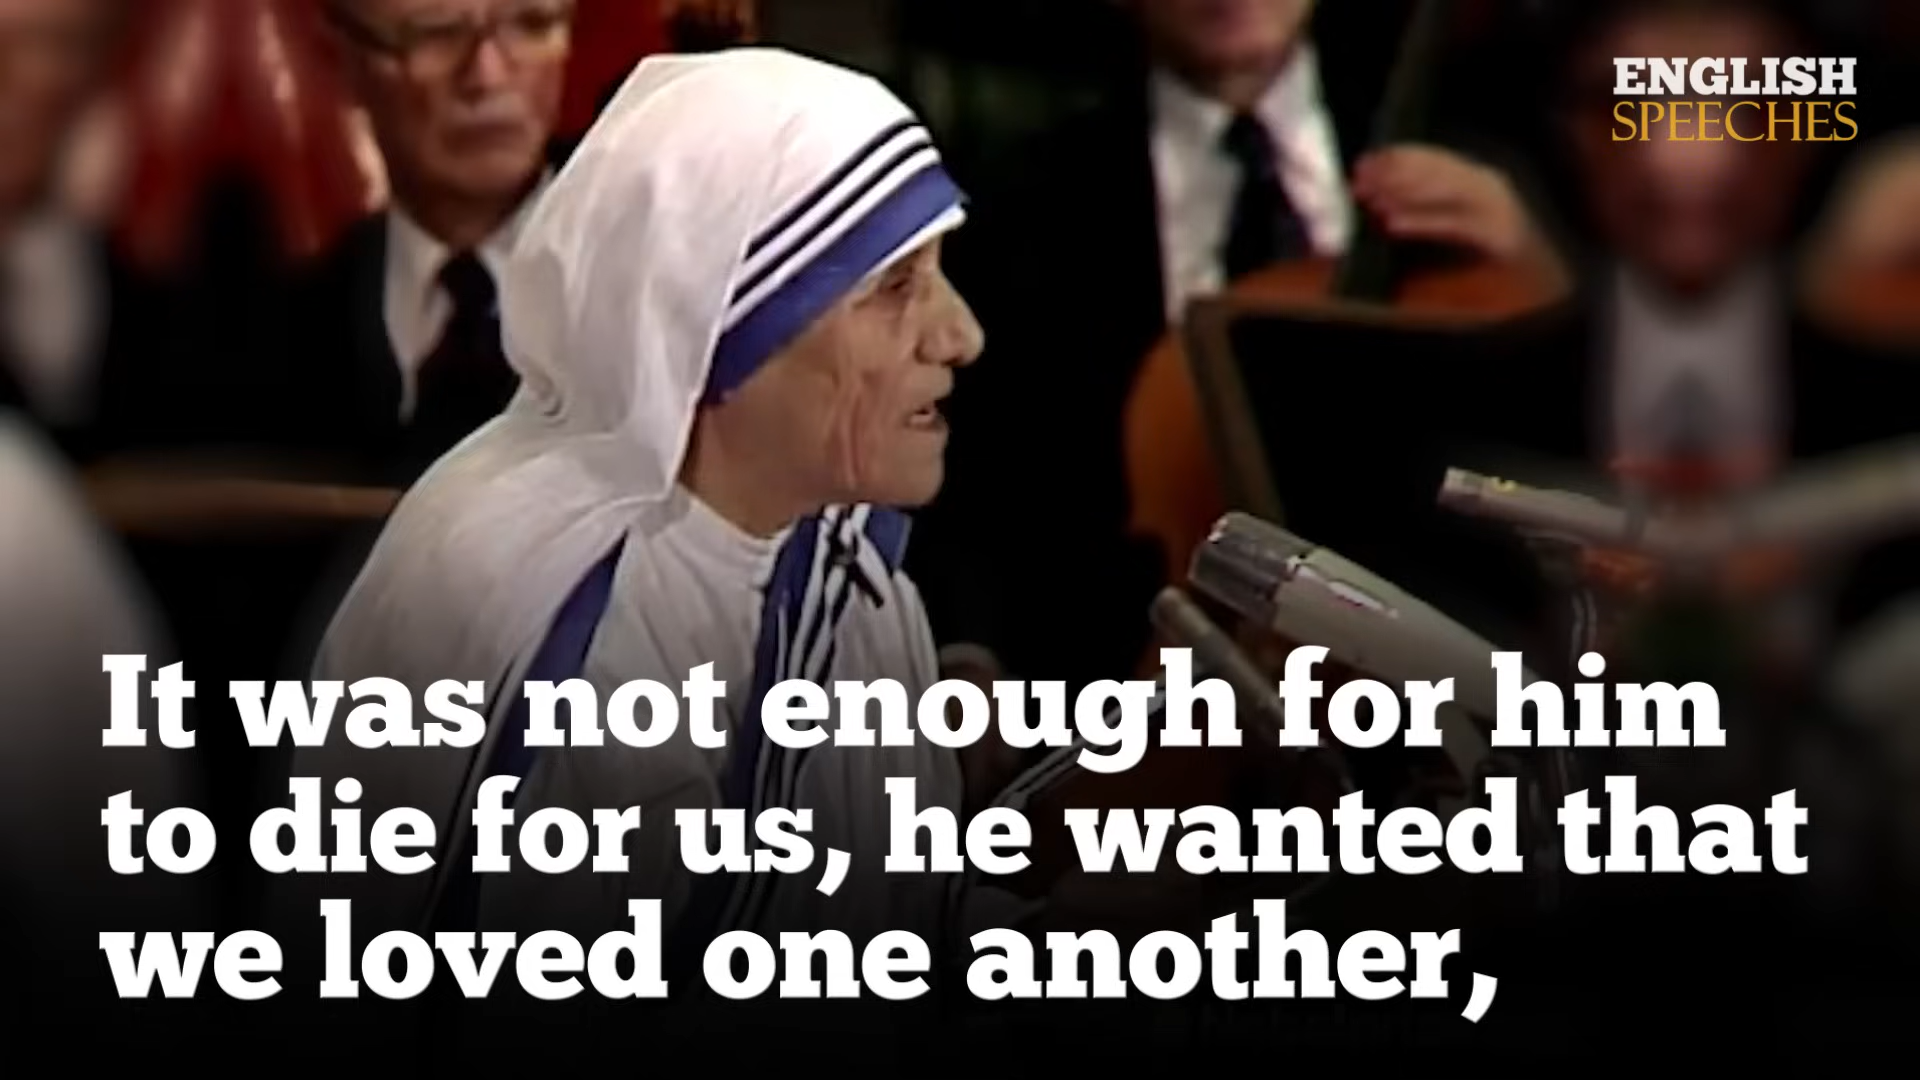 ENGLISH
SPEECHES
It was not enough for him
to die for us, he wanted that
we loved one another,